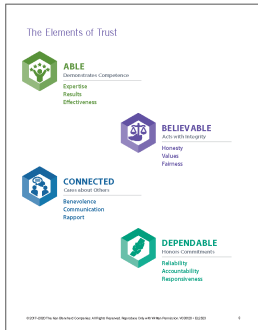 The Elements of Trust
ABLE
Demonstrates Competence
Expertise
Results
Effectiveness
BELIEVABLE
Acts with Integrity
Honesty
Values
Fairness
CONNECTED
Cares about Others
Benevolence
Communication
Rapport
DEPENDABLE
Honors Commitments
Reliability
Accountability
Responsiveness